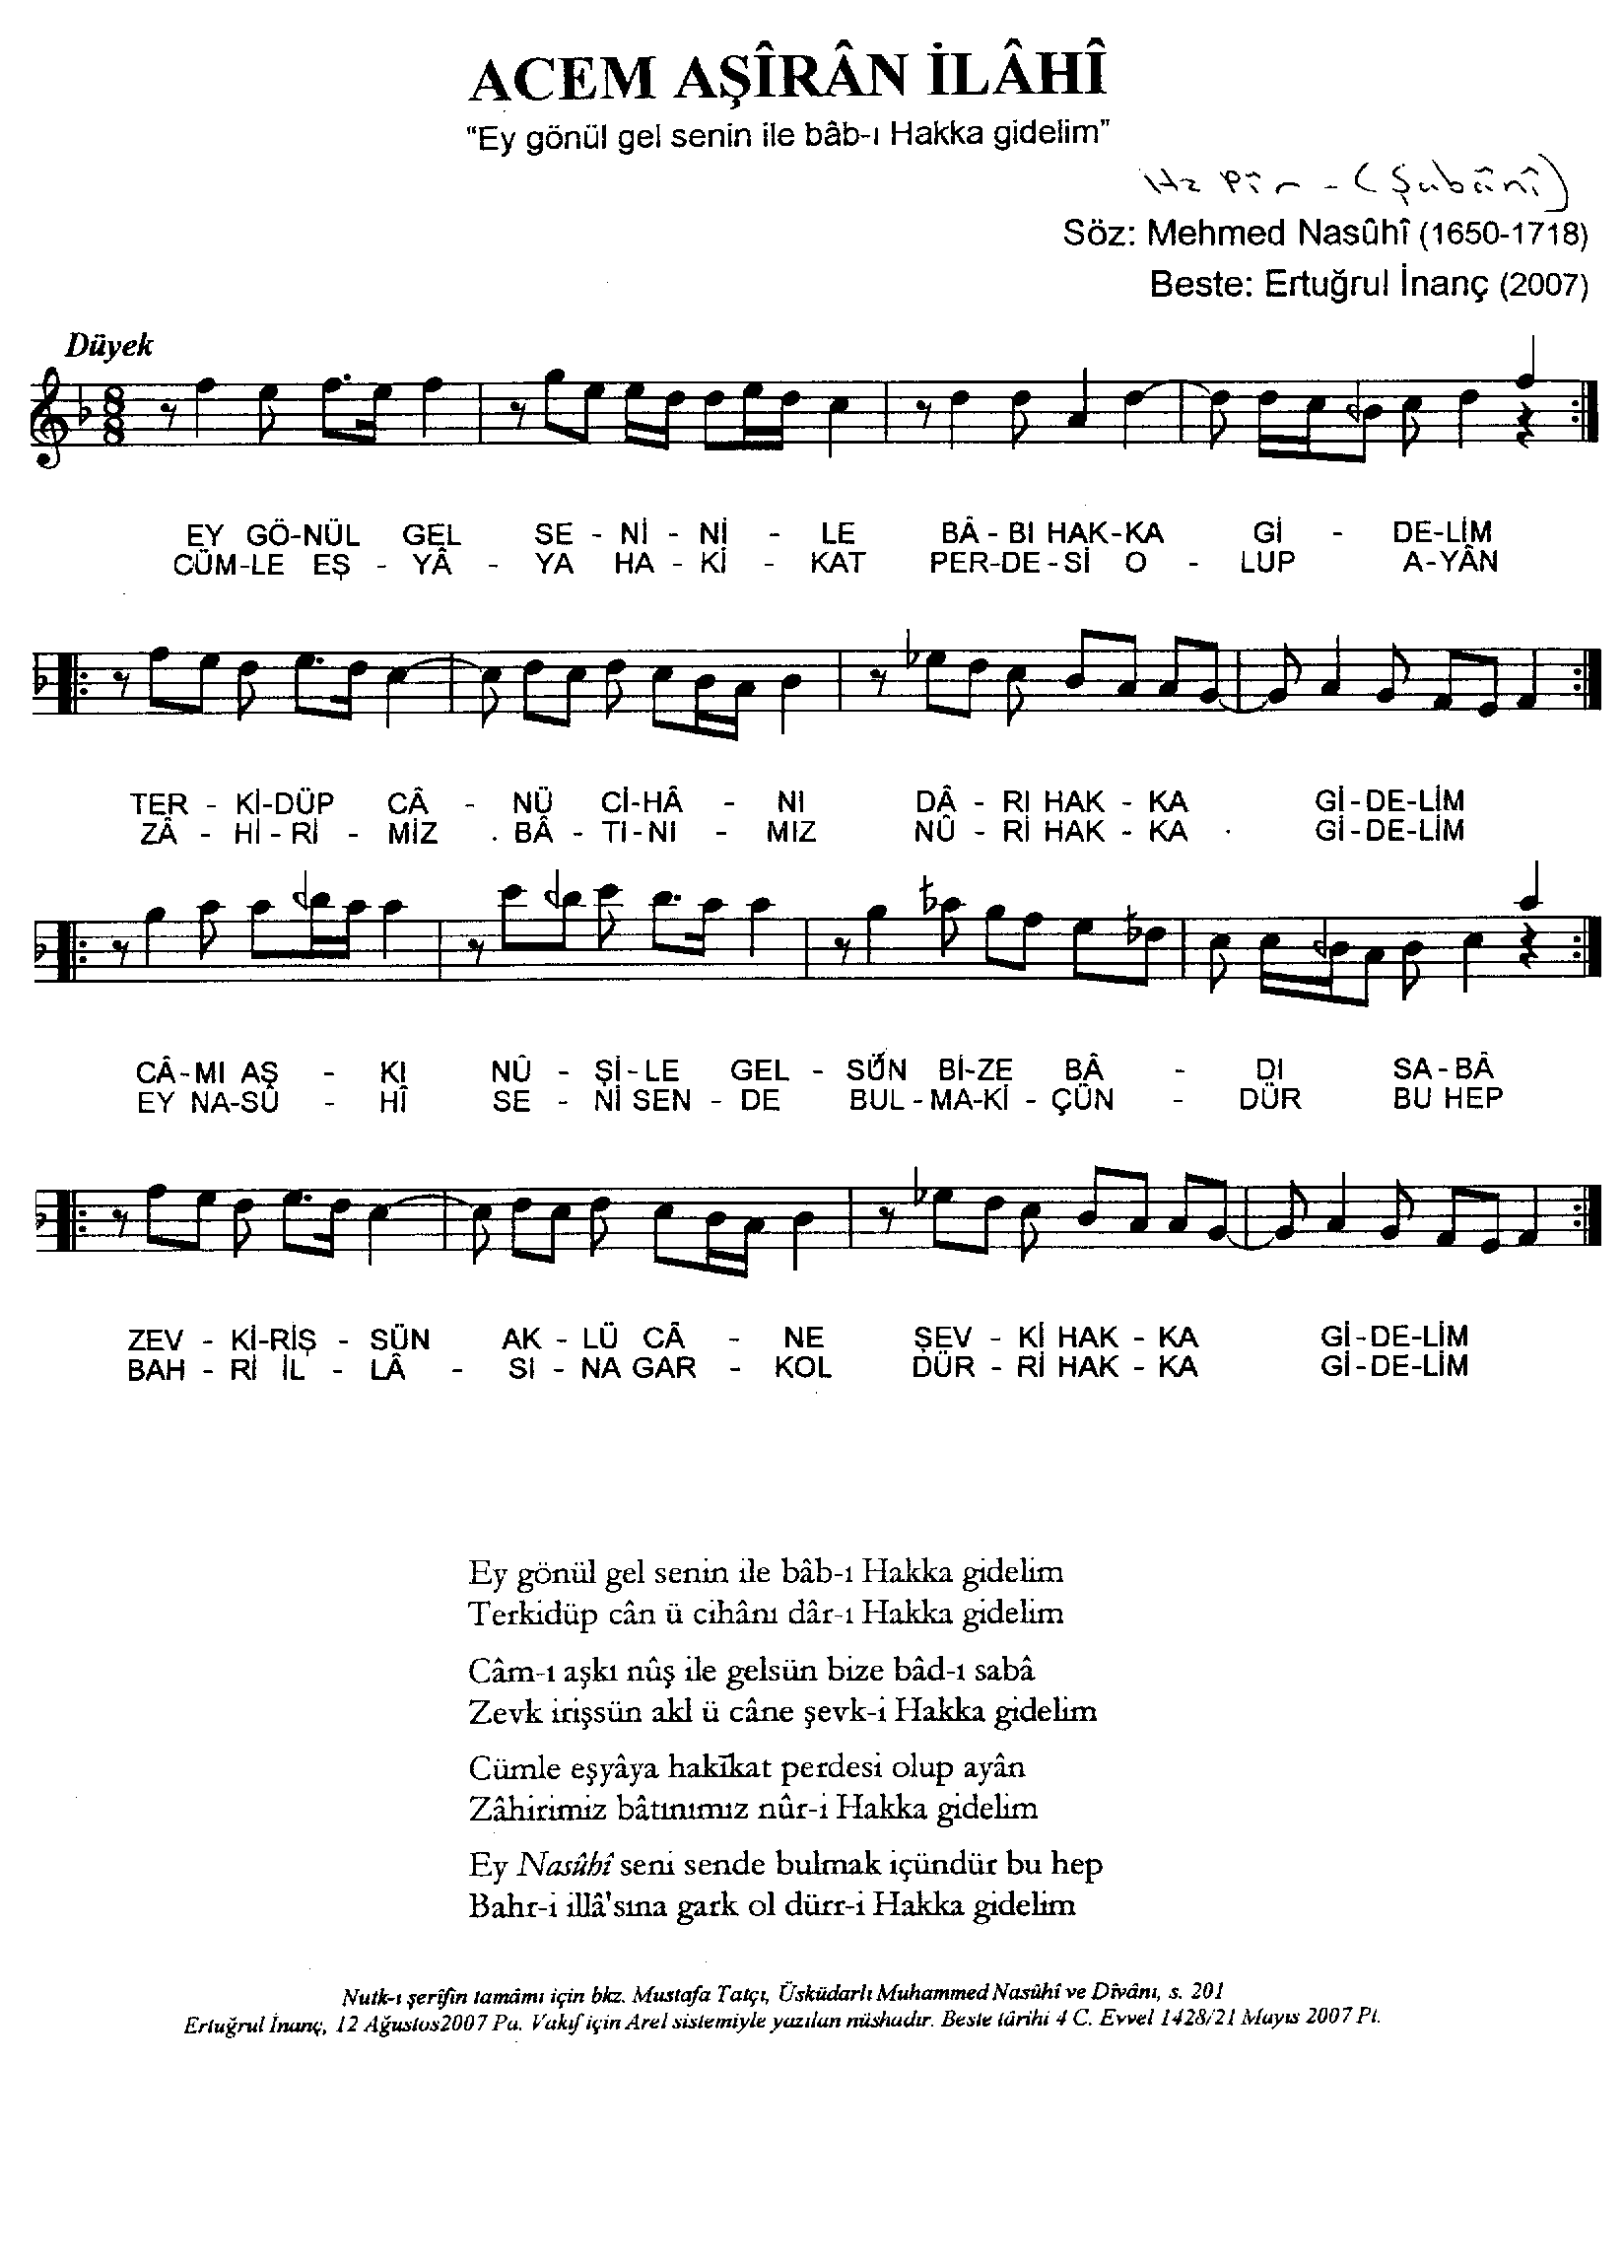 ACEM AŞÎRÂN İLÂHÎ
"Ey gönül gel senin ile bâb-ı Hakka gidelim"
Hz Pîr - (Şabânî)
Söz: Mehmed Nasûhî (1650-1718)
Beste: Ertuğrul İnanç (2007)
Düyek
8
8
EY GÖ-NÜL GEL SE - Nİ - Nİ - LE BÂ - BI HAK-KA Gİ - DE-LİM
CÜM-LE EŞ - YÂ - YA HA - Kİ - KAT PER-DE-Sİ O - LUP A-YÂN
TER - Kİ-DÜP CÂ - NÜ Cİ-HÂ - NI DÂ - RI HAK - KA Gİ-DE-LİM
ZÂ - Hİ-Rİ - MİZ BÂ - TI-NI - MIZ NÛ - Rİ HAK - KA Gİ-DE-LİM
CÂ-MI AŞ - KI NÛ - Şİ-LE GEL - SÜN Bİ-ZE BÂ - DI SA-BÂ
EY NA-SÛ - HÎ SE - Nİ SEN - DE BUL-MA-Kİ - ÇÜN - DÜR BU HEP
ZEV - Kİ-RİŞ - SÜN AK - LÜ CÂ - NE ŞEV - Kİ HAK - KA Gİ-DE-LİM
BAH - Rİ İL - LÂ - SI - NA GAR - KOL DÜR - Rİ HAK - KA Gİ-DE-LİM
Ey gönül gel senin ile bâb-ı Hakka gidelim
Terkidüp cân ü cihânı dâr-ı Hakka gidelim
Câm-ı aşkı nûş ile gelsün bize bâd-ı sabâ
Zevk irişsün akl ü câne şevk-i Hakka gidelim
Cümle eşyâya hakîkat perdesi olup ayân
Zâhirimiz bâtınımız nûr-i Hakka gidelim
Ey Nasûhî seni sende bulmak içündür bu hep
Bahr-i illâ'sına gark ol dürr-i Hakka gidelim
Nutk-ı şerîfin tamâmı için bkz. Mustafa Tatçı, Üsküdarlı Muhammed Nasûhî ve Dîvânı, s. 201
Ertuğrul İnanç, 12 Ağustos2007 Pa. Vakıf için Arel sistemiyle yazılan nüshadır. Beste târihi 4 C. Evvel 1428/21 Mayıs 2007 Pt.